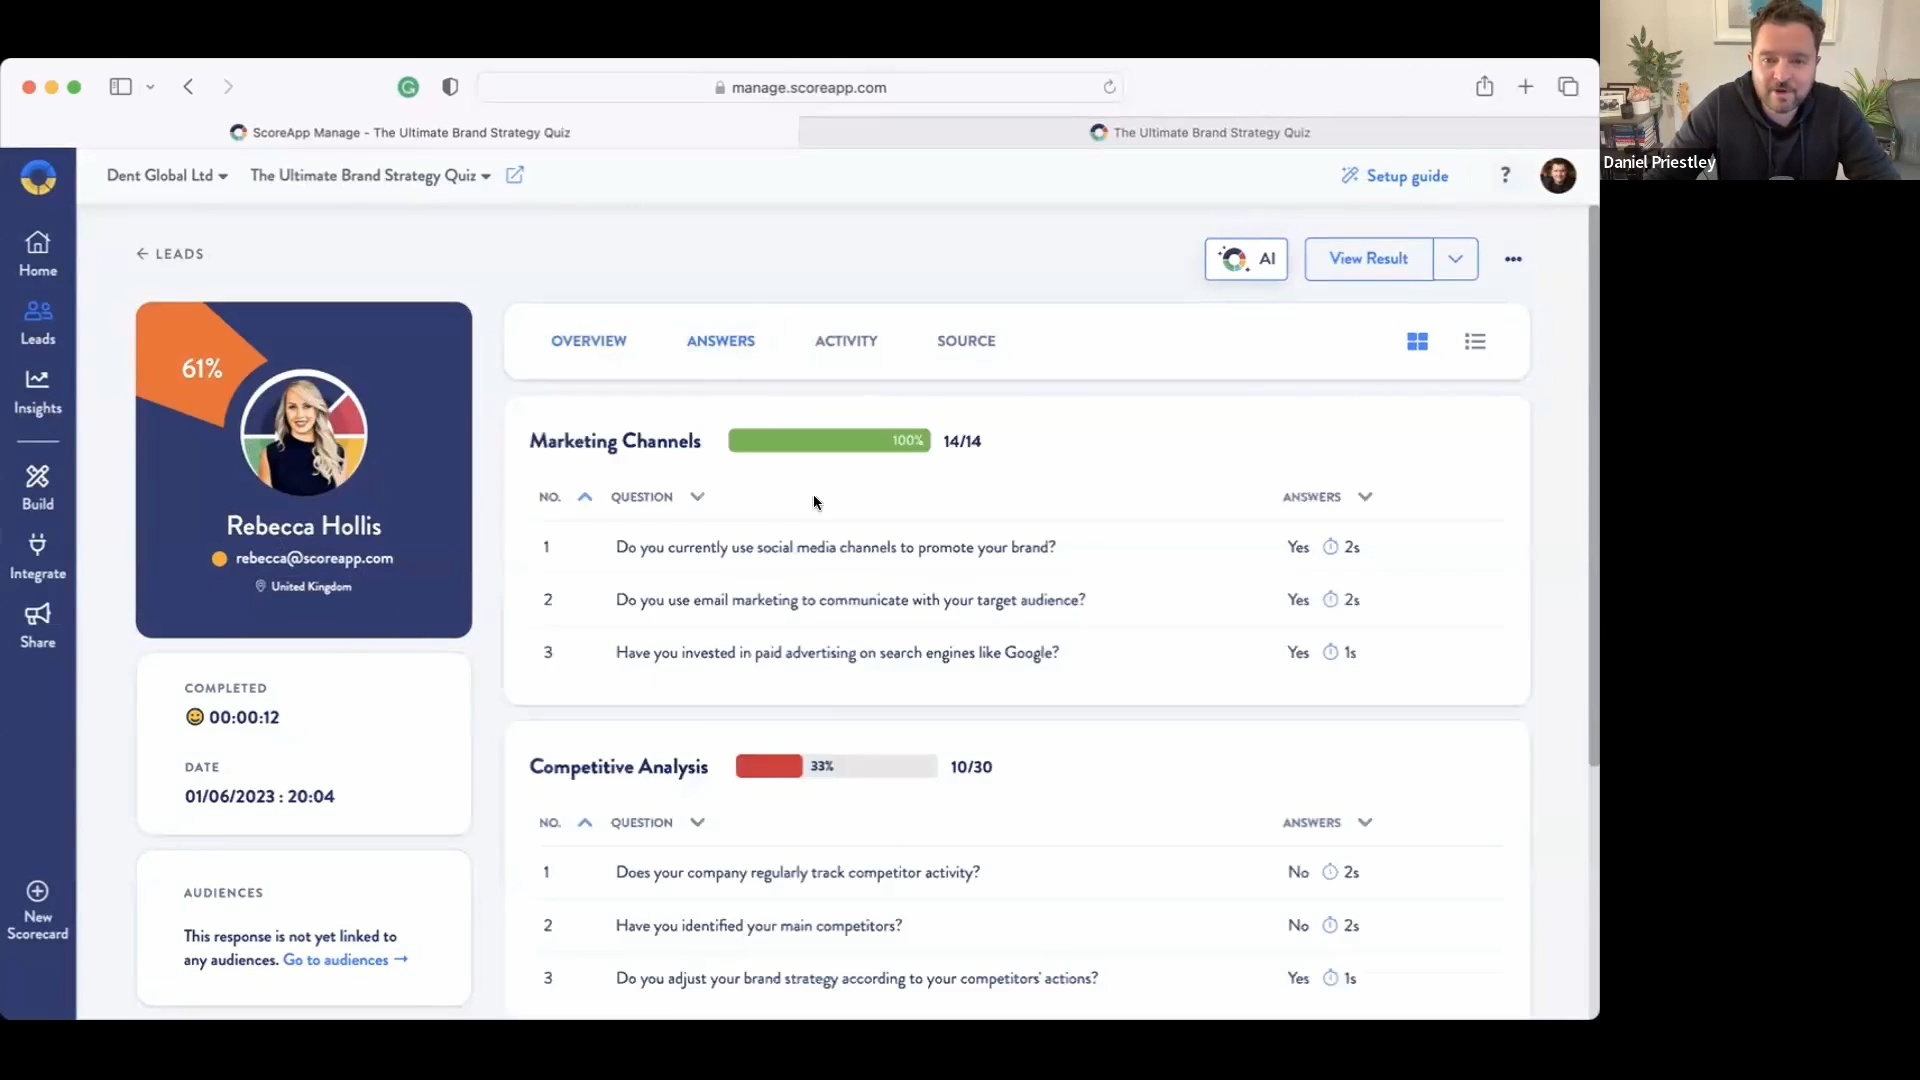 manage.scoreapp.com
ScoreApp Manage - The Ultimate Brand Strategy Quiz
The Ultimate Brand Strategy Quiz
Daniel Priestley
Dent Global Ltd
The Ultimate Brand Strategy Quiz
Setup guide
?
Home
Leads
Insights
Build
Integrate
Share
New
Scorecard
← LEADS
AI
View Result
61%
Rebecca Hollis
rebecca@scoreapp.com
United Kingdom
COMPLETED
00:00:12
DATE
01/06/2023 : 20:04
AUDIENCES
This response is not yet linked to
any audiences. Go to audiences →
OVERVIEW ANSWERS ACTIVITY SOURCE
Marketing Channels 100% 14/14
NO. QUESTION ANSWERS
1 Do you currently use social media channels to promote your brand? Yes 2s
2 Do you use email marketing to communicate with your target audience? Yes 2s
3 Have you invested in paid advertising on search engines like Google? Yes 1s
Competitive Analysis 33% 10/30
NO. QUESTION ANSWERS
1 Does your company regularly track competitor activity? No 2s
2 Have you identified your main competitors? No 2s
3 Do you adjust your brand strategy according to your competitors' actions? Yes 1s